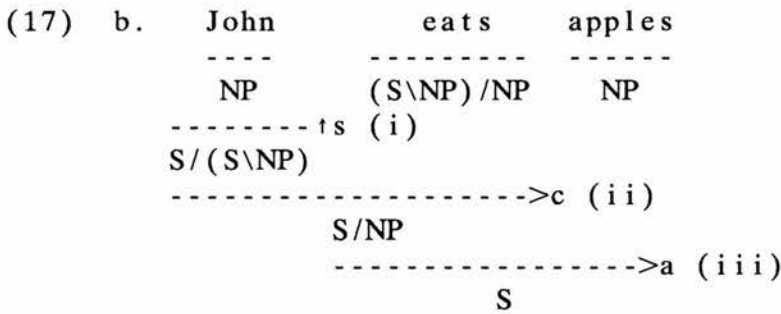 (17) b. John eats apples
---- --------- ------
NP (S\NP)/NP NP
--------↑s (i)
S/(S\NP)
--------------------->c (ii)
S/NP
----------------->a (iii)
S